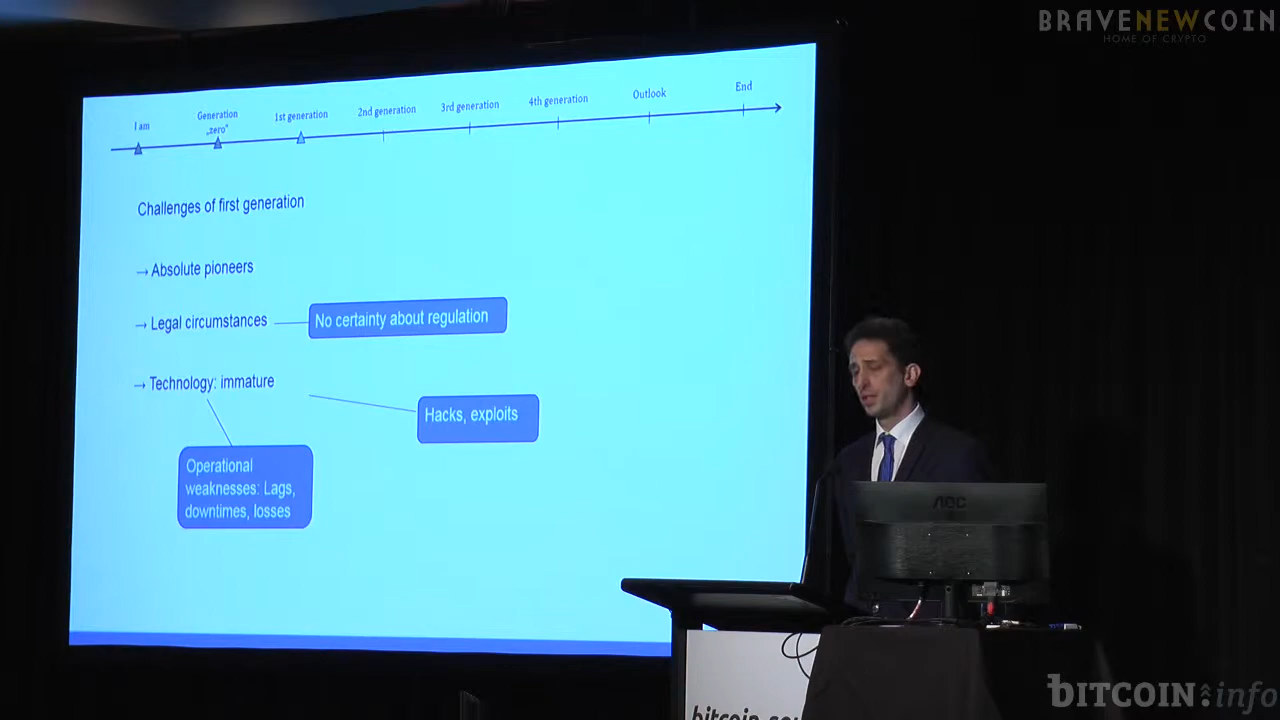 BRAVENEWCOIN
HOME OF CRYPTO
I am
Generation
„zero"
1st generation
2nd generation
3rd generation
4th generation
Outlook
End
Challenges of first generation
→ Absolute pioneers
→ Legal circumstances
No certainty about regulation
→ Technology: immature
Hacks, exploits
Operational
weaknesses: Lags,
downtimes, losses
AOC
bitcoin
BITCOIN:info